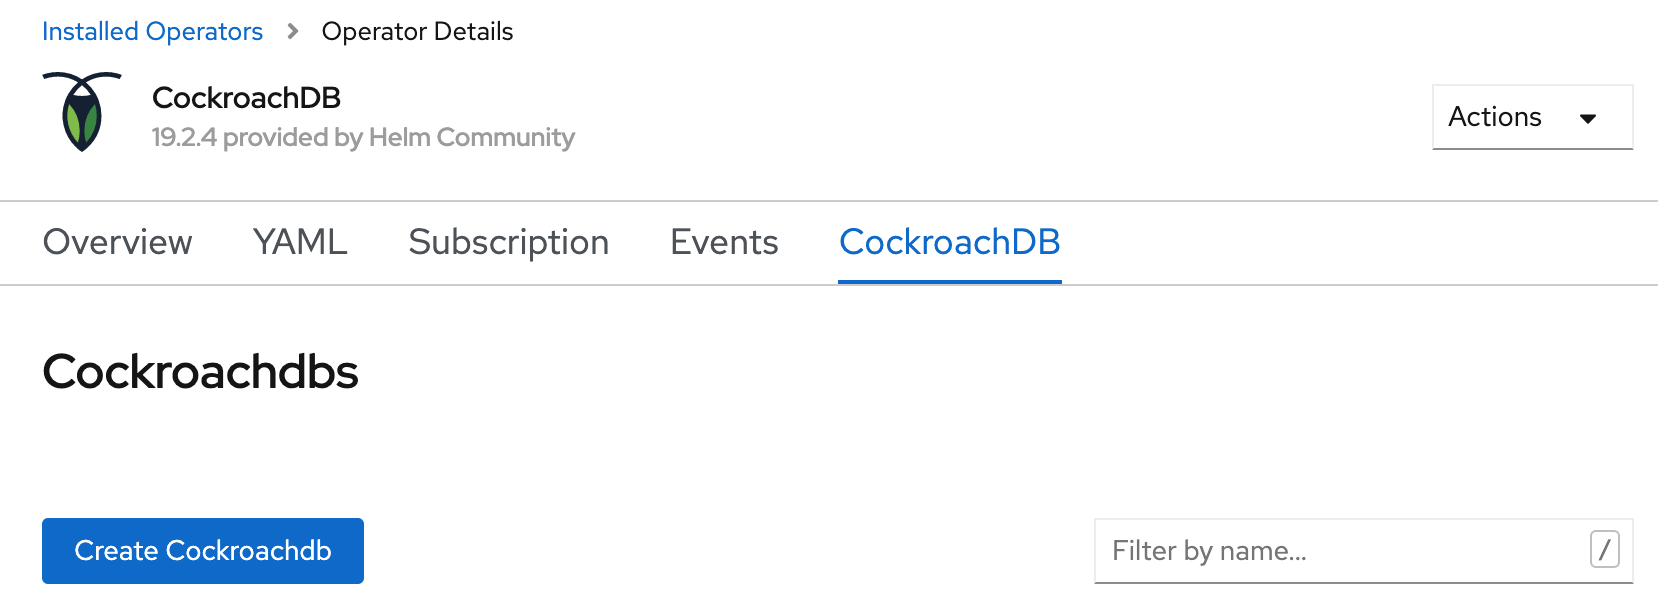 Installed Operators > Operator Details
CockroachDB
19.2.4 provided by Helm Community
Actions
Overview YAML Subscription Events CockroachDB
Cockroachdbs
Create Cockroachdb
Filter by name... /